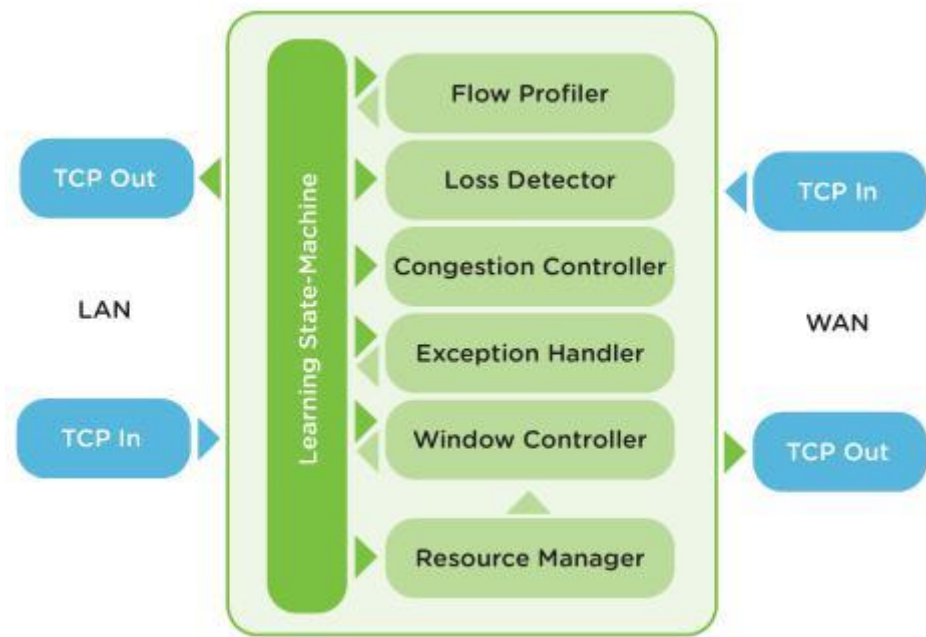 Flow Profiler
TCP Out
Loss Detector
TCP In
Congestion Controller
LAN
WAN
Learning State-Machine
Exception Handler
TCP In
Window Controller
TCP Out
Resource Manager